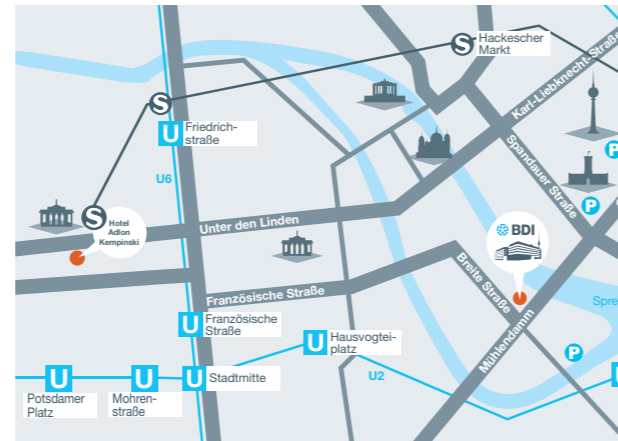 S
Hackescher
Markt
Karl-Liebknecht-Straße
S
U
Friedrich-
straße
U6
Spandauer Straße
P
P
S
Hotel
Adlon
Kempinski
Unter den Linden
BDI
Breite Straße
Französische Straße
Spre
U
Französische
Straße
Mühlendamm
U
Hausvogtei-
platz
P
U
Potsdamer
Platz
U
Mohren-
straße
U
Stadtmitte
U2